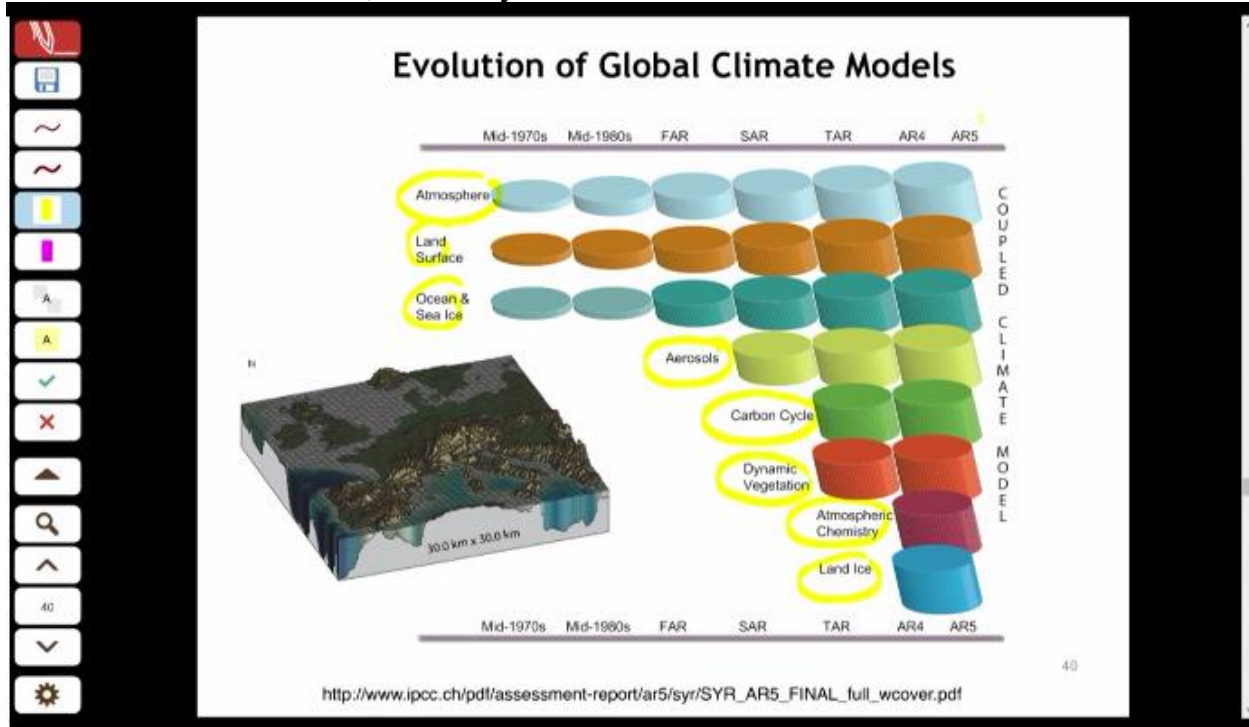 Evolution of Global Climate Models
Mid-1970s Mid-1980s FAR SAR TAR AR4 AR5
Atmosphere
Land
Surface
Ocean &
Sea Ice
Aerosols
Carbon Cycle
Dynamic
Vegetation
Atmospheric
Chemistry
Land Ice
COUPLED CLIMATE MODEL
30.0 km x 30.0 km
Mid-1970s Mid-1980s FAR SAR TAR AR4 AR5
40
http://www.ipcc.ch/pdf/assessment-report/ar5/syr/SYR_AR5_FINAL_full_wcover.pdf
A
A
40